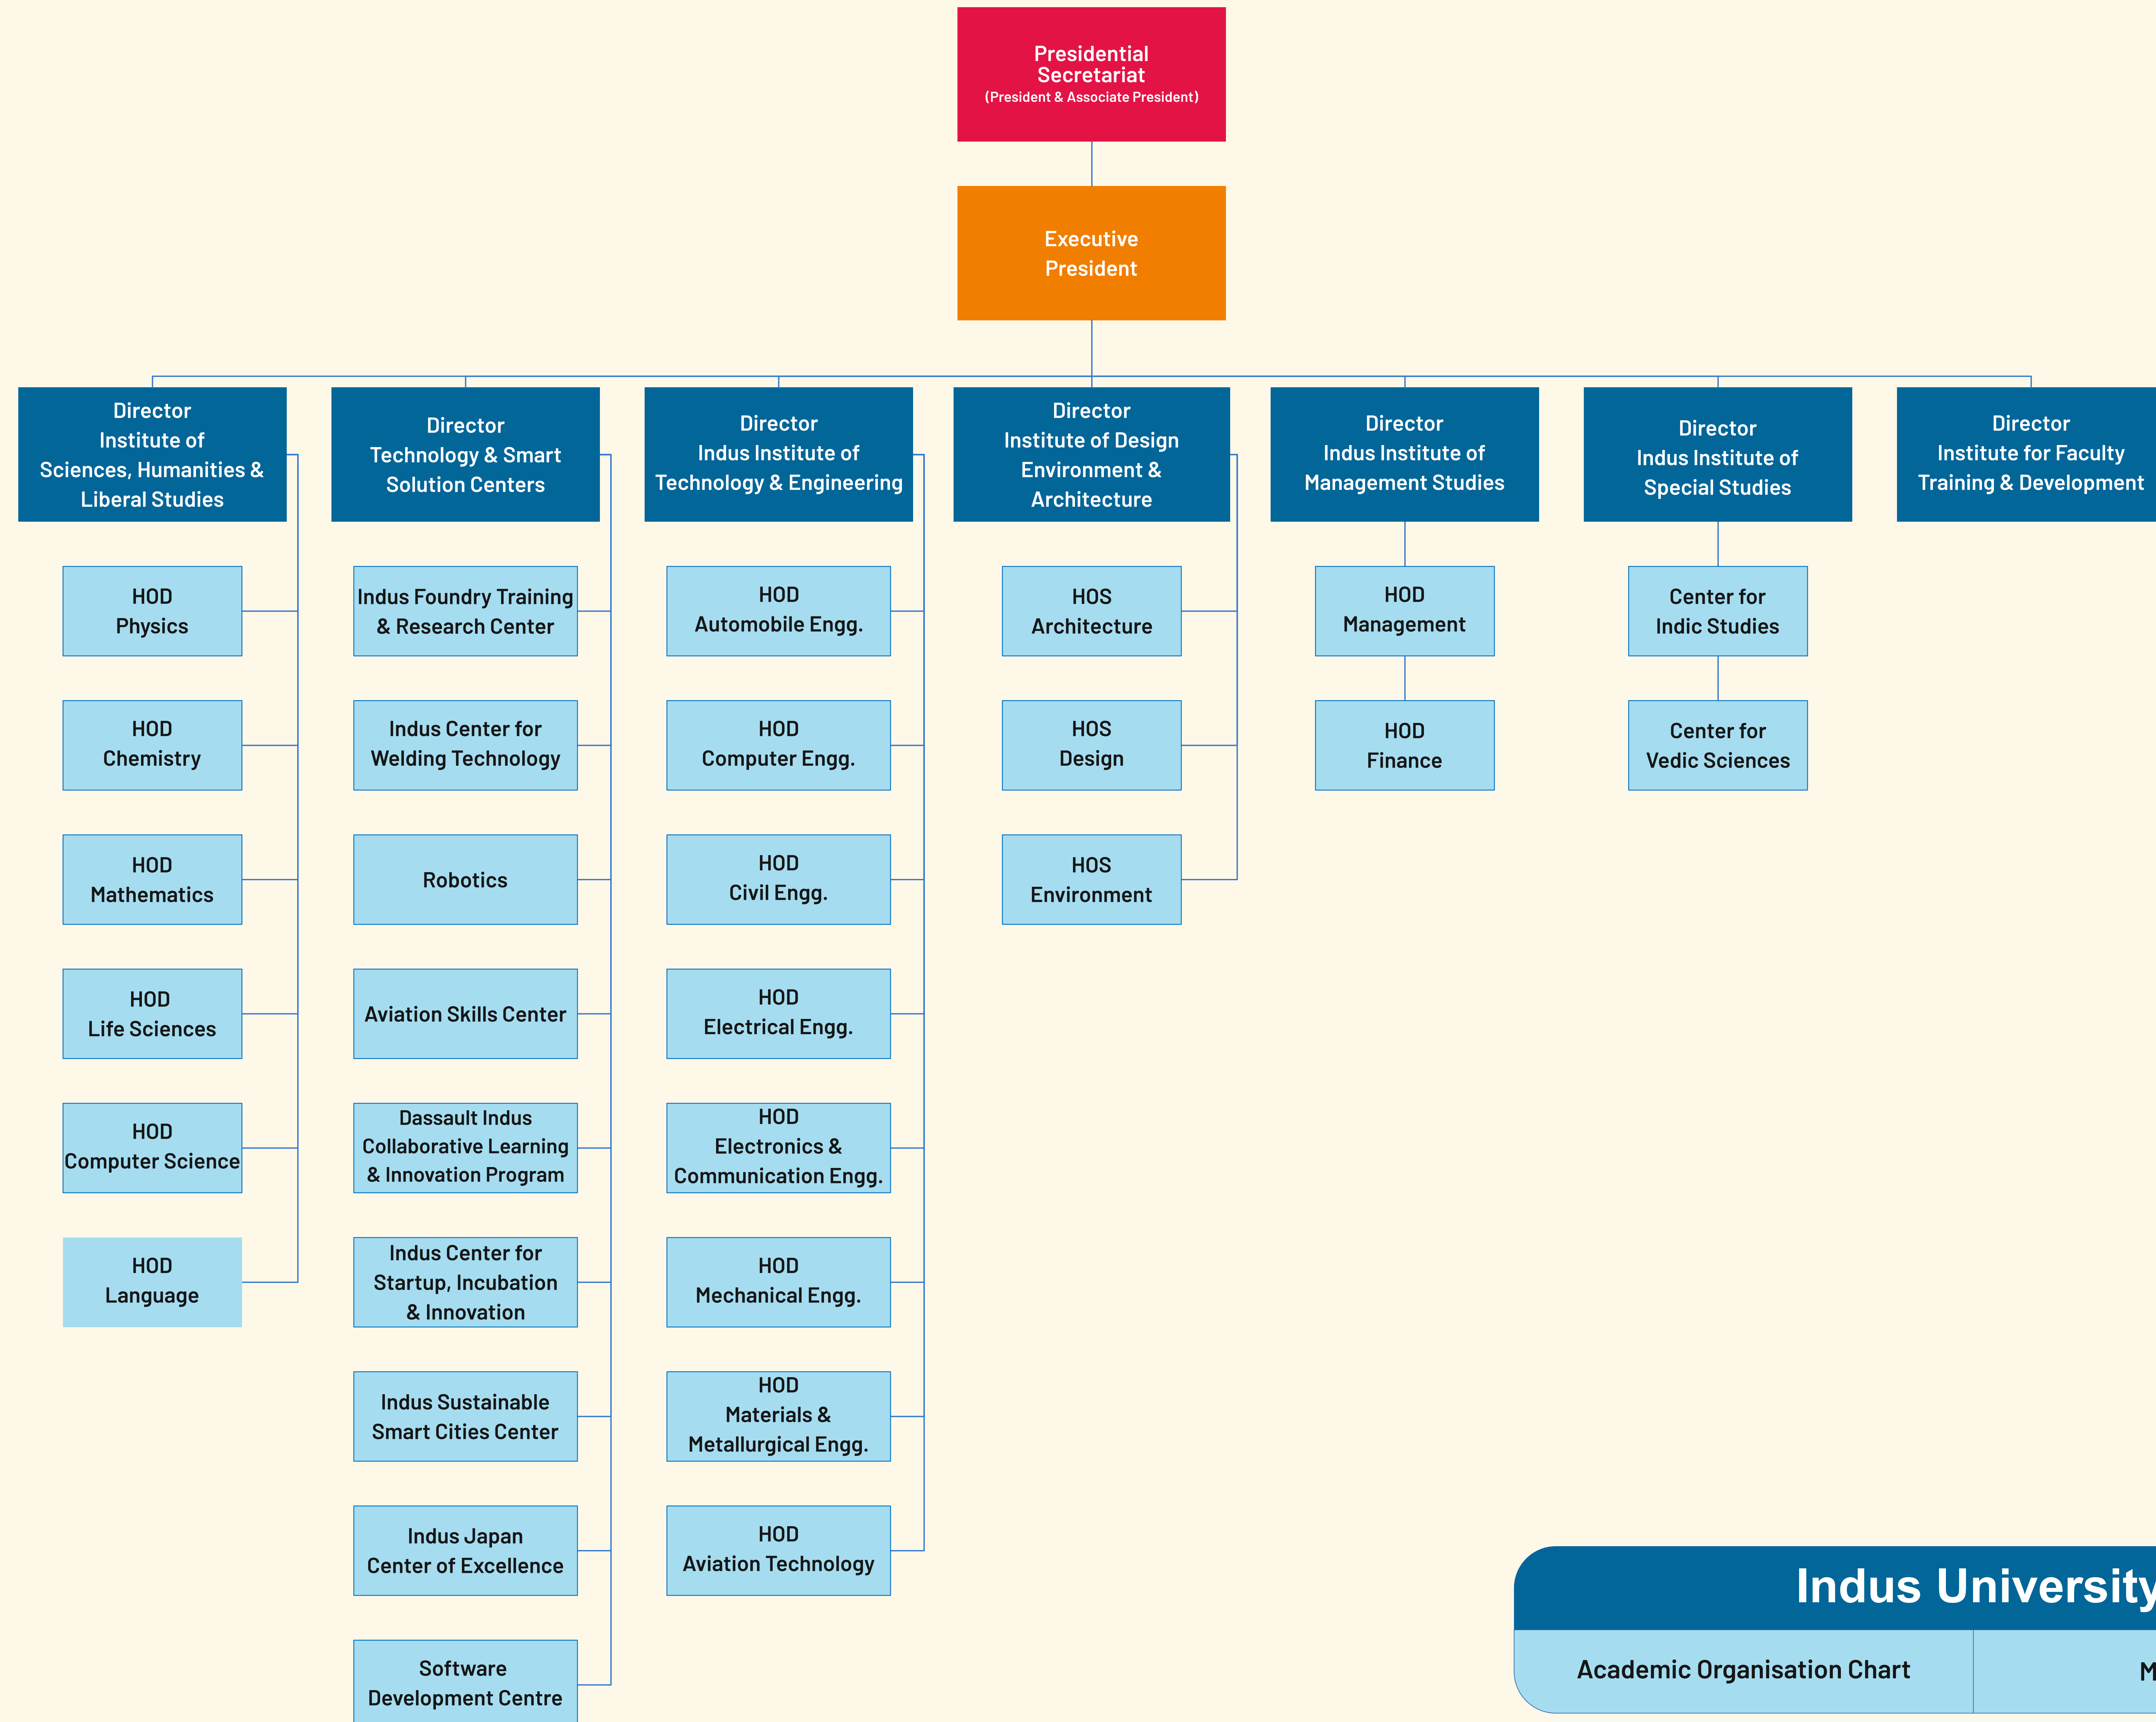 Presidential
Secretariat
(President & Associate President)
Executive
President
Director
Institute of
Sciences, Humanities &
Liberal Studies
Director
Technology & Smart
Solution Centers
Director
Indus Institute of
Technology & Engineering
Director
Institute of Design
Environment &
Architecture
Director
Indus Institute of
Management Studies
Director
Indus Institute of
Special Studies
Director
Institute for Faculty
Training & Development
HOD
Physics
HOD
Chemistry
HOD
Mathematics
HOD
Life Sciences
HOD
Computer Science
HOD
Language
Indus Foundry Training
& Research Center
Indus Center for
Welding Technology
Robotics
Aviation Skills Center
Dassault Indus
Collaborative Learning
& Innovation Program
Indus Center for
Startup, Incubation
& Innovation
Indus Sustainable
Smart Cities Center
Indus Japan
Center of Excellence
Software
Development Centre
HOD
Automobile Engg.
HOD
Computer Engg.
HOD
Civil Engg.
HOD
Electrical Engg.
HOD
Electronics &
Communication Engg.
HOD
Mechanical Engg.
HOD
Materials &
Metallurgical Engg.
HOD
Aviation Technology
HOS
Architecture
HOS
Design
HOS
Environment
HOD
Management
HOD
Finance
Center for
Indic Studies
Center for
Vedic Sciences
Indus University
Academic Organisation Chart